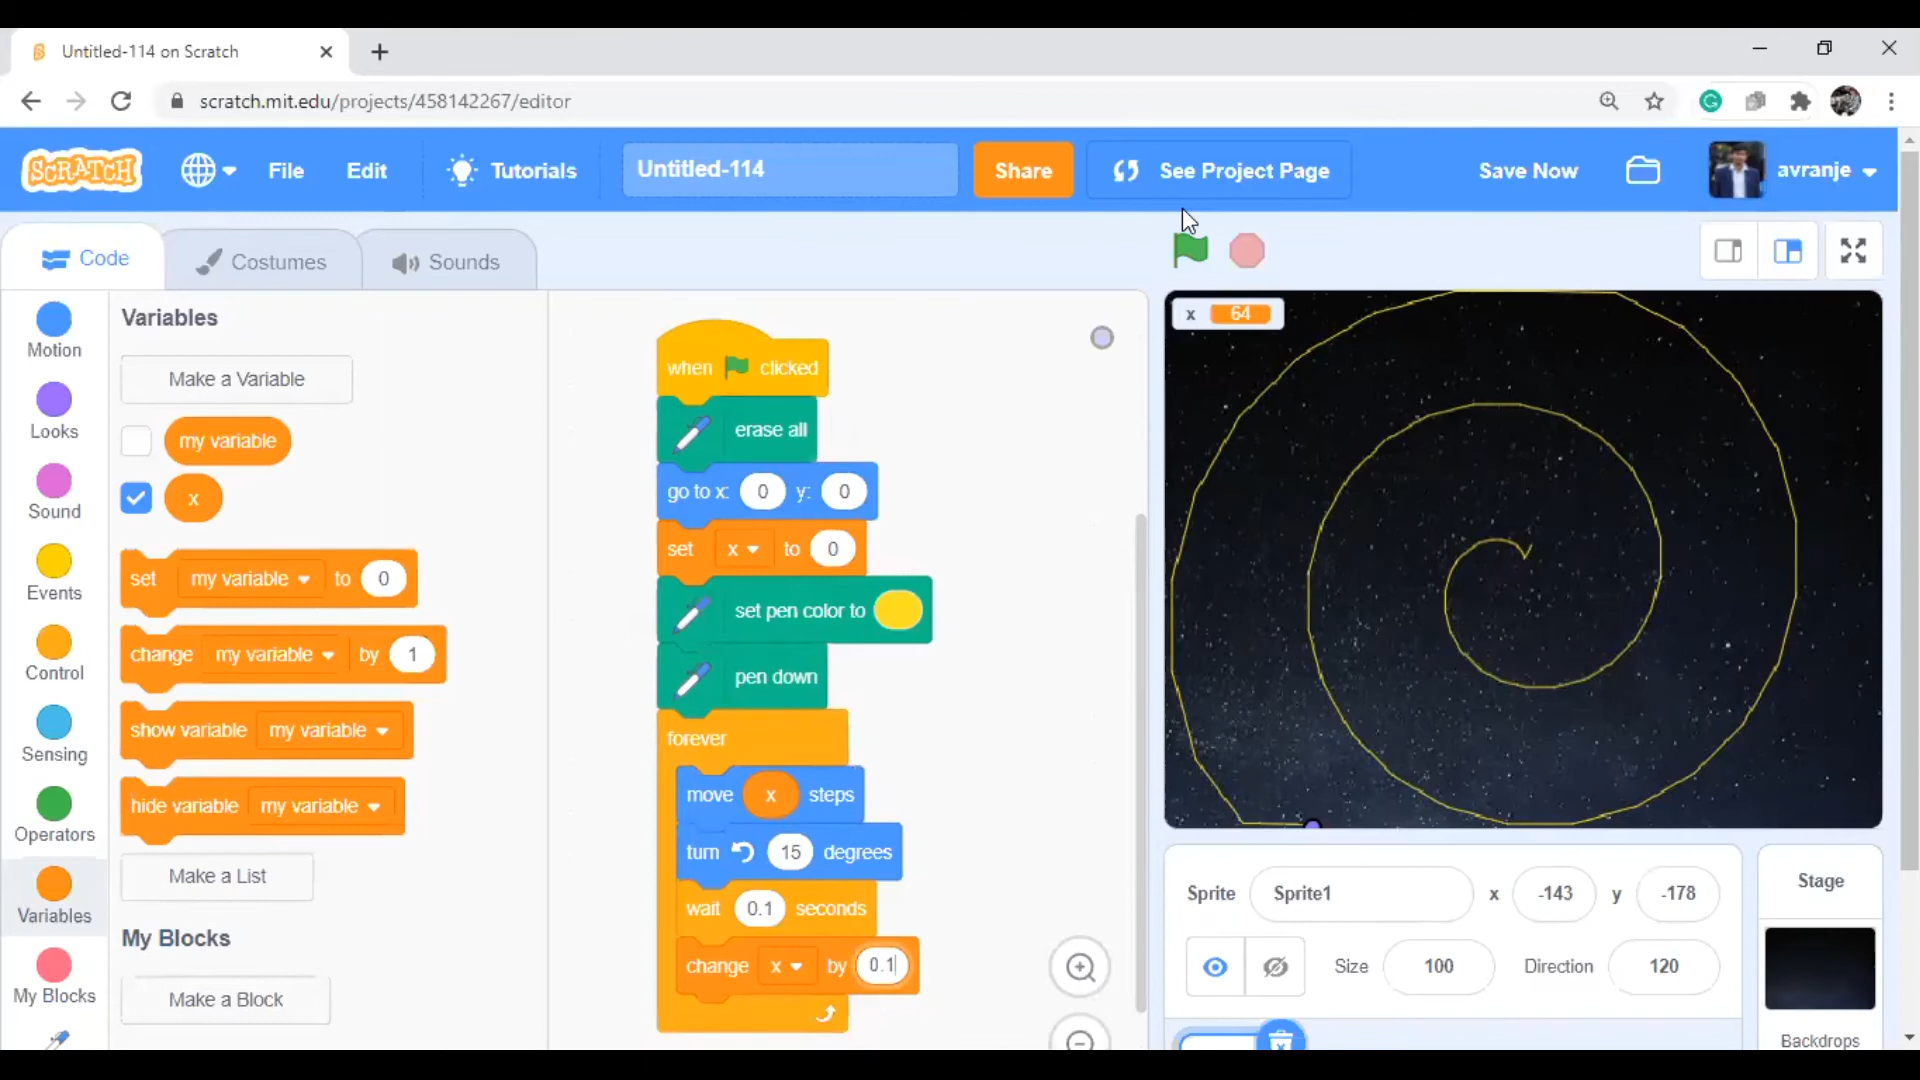 Untitled-114 on Scratch
scratch.mit.edu/projects/458142267/editor
SCRATCH
File
Edit
Tutorials
Untitled-114
Share
See Project Page
Save Now
avranje
Code
Costumes
Sounds
Motion
Looks
Sound
Events
Control
Sensing
Operators
Variables
My Blocks
Variables
Make a Variable
my variable
x
set my variable to 0
change my variable by 1
show variable my variable
hide variable my variable
Make a List
My Blocks
Make a Block
when clicked
erase all
go to x: 0 y: 0
set x to 0
set pen color to
pen down
forever
move x steps
turn 15 degrees
wait 0.1 seconds
change x by 0.1
x 64
Sprite Sprite1 x -143 y -178
Size 100 Direction 120
Stage
Backdrops